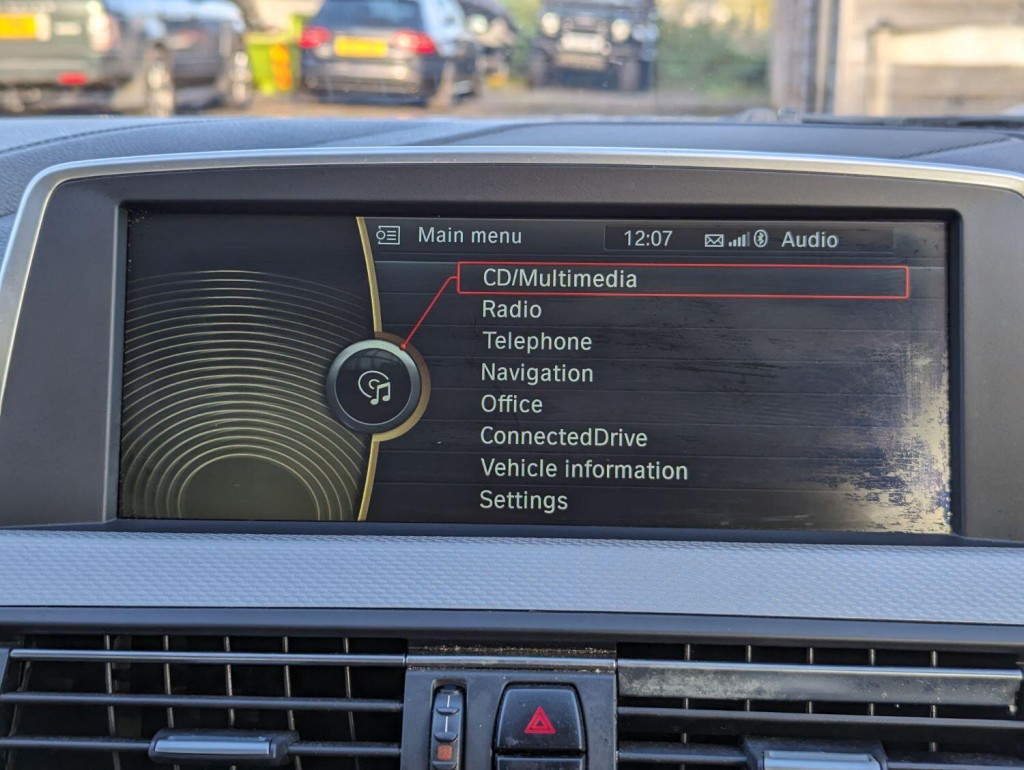 Main menu 12:07 Audio
CD/Multimedia
Radio
Telephone
Navigation
Office
ConnectedDrive
Vehicle information
Settings